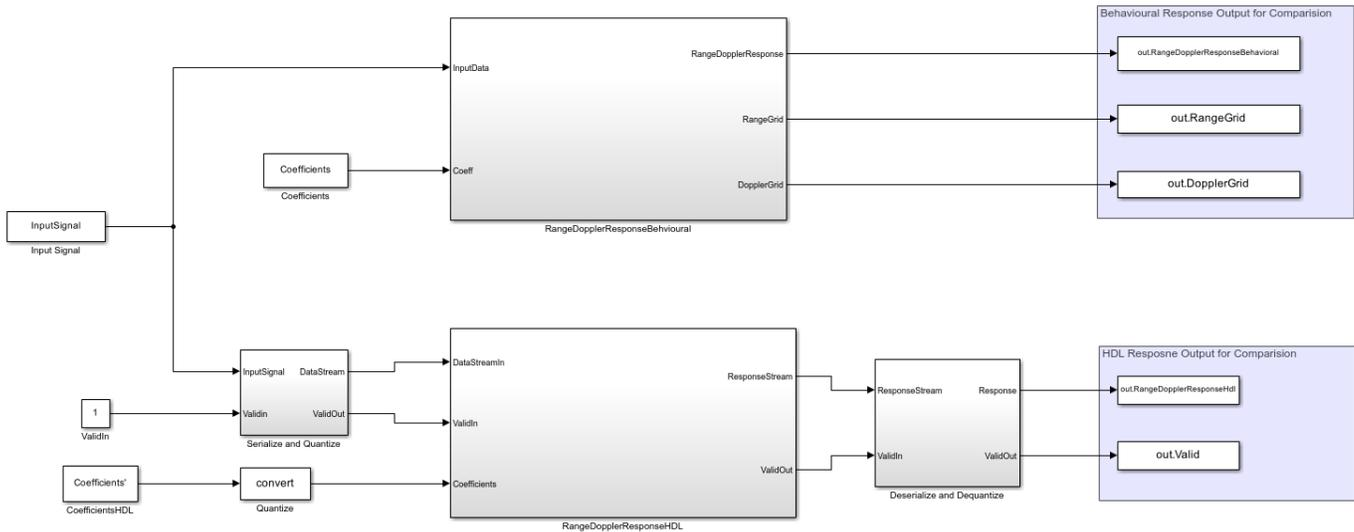 Behavioural Response Output for Comparision
RangeDopplerResponse
out.RangeDopplerResponseBehavioral
InputData
RangeGrid
out.RangeGrid
Coefficients
Coefficients
Coeff
DopplerGrid
out.DopplerGrid
RangeDopplerResponseBehvioural
InputSignal
Input Signal
HDL Resposne Output for Comparision
InputSignal
DataStream
DataStreamIn
ResponseStream
ResponseStream
Response
out.RangeDopplerResponseHdl
1
ValidIn
Validin
ValidOut
Serialize and Quantize
ValidIn
ValidOut
ValidIn
ValidOut
out.Valid
Deserialize and Dequantize
Coefficients'
CoefficientsHDL
convert
Quantize
Coefficients
RangeDopplerResponseHDL